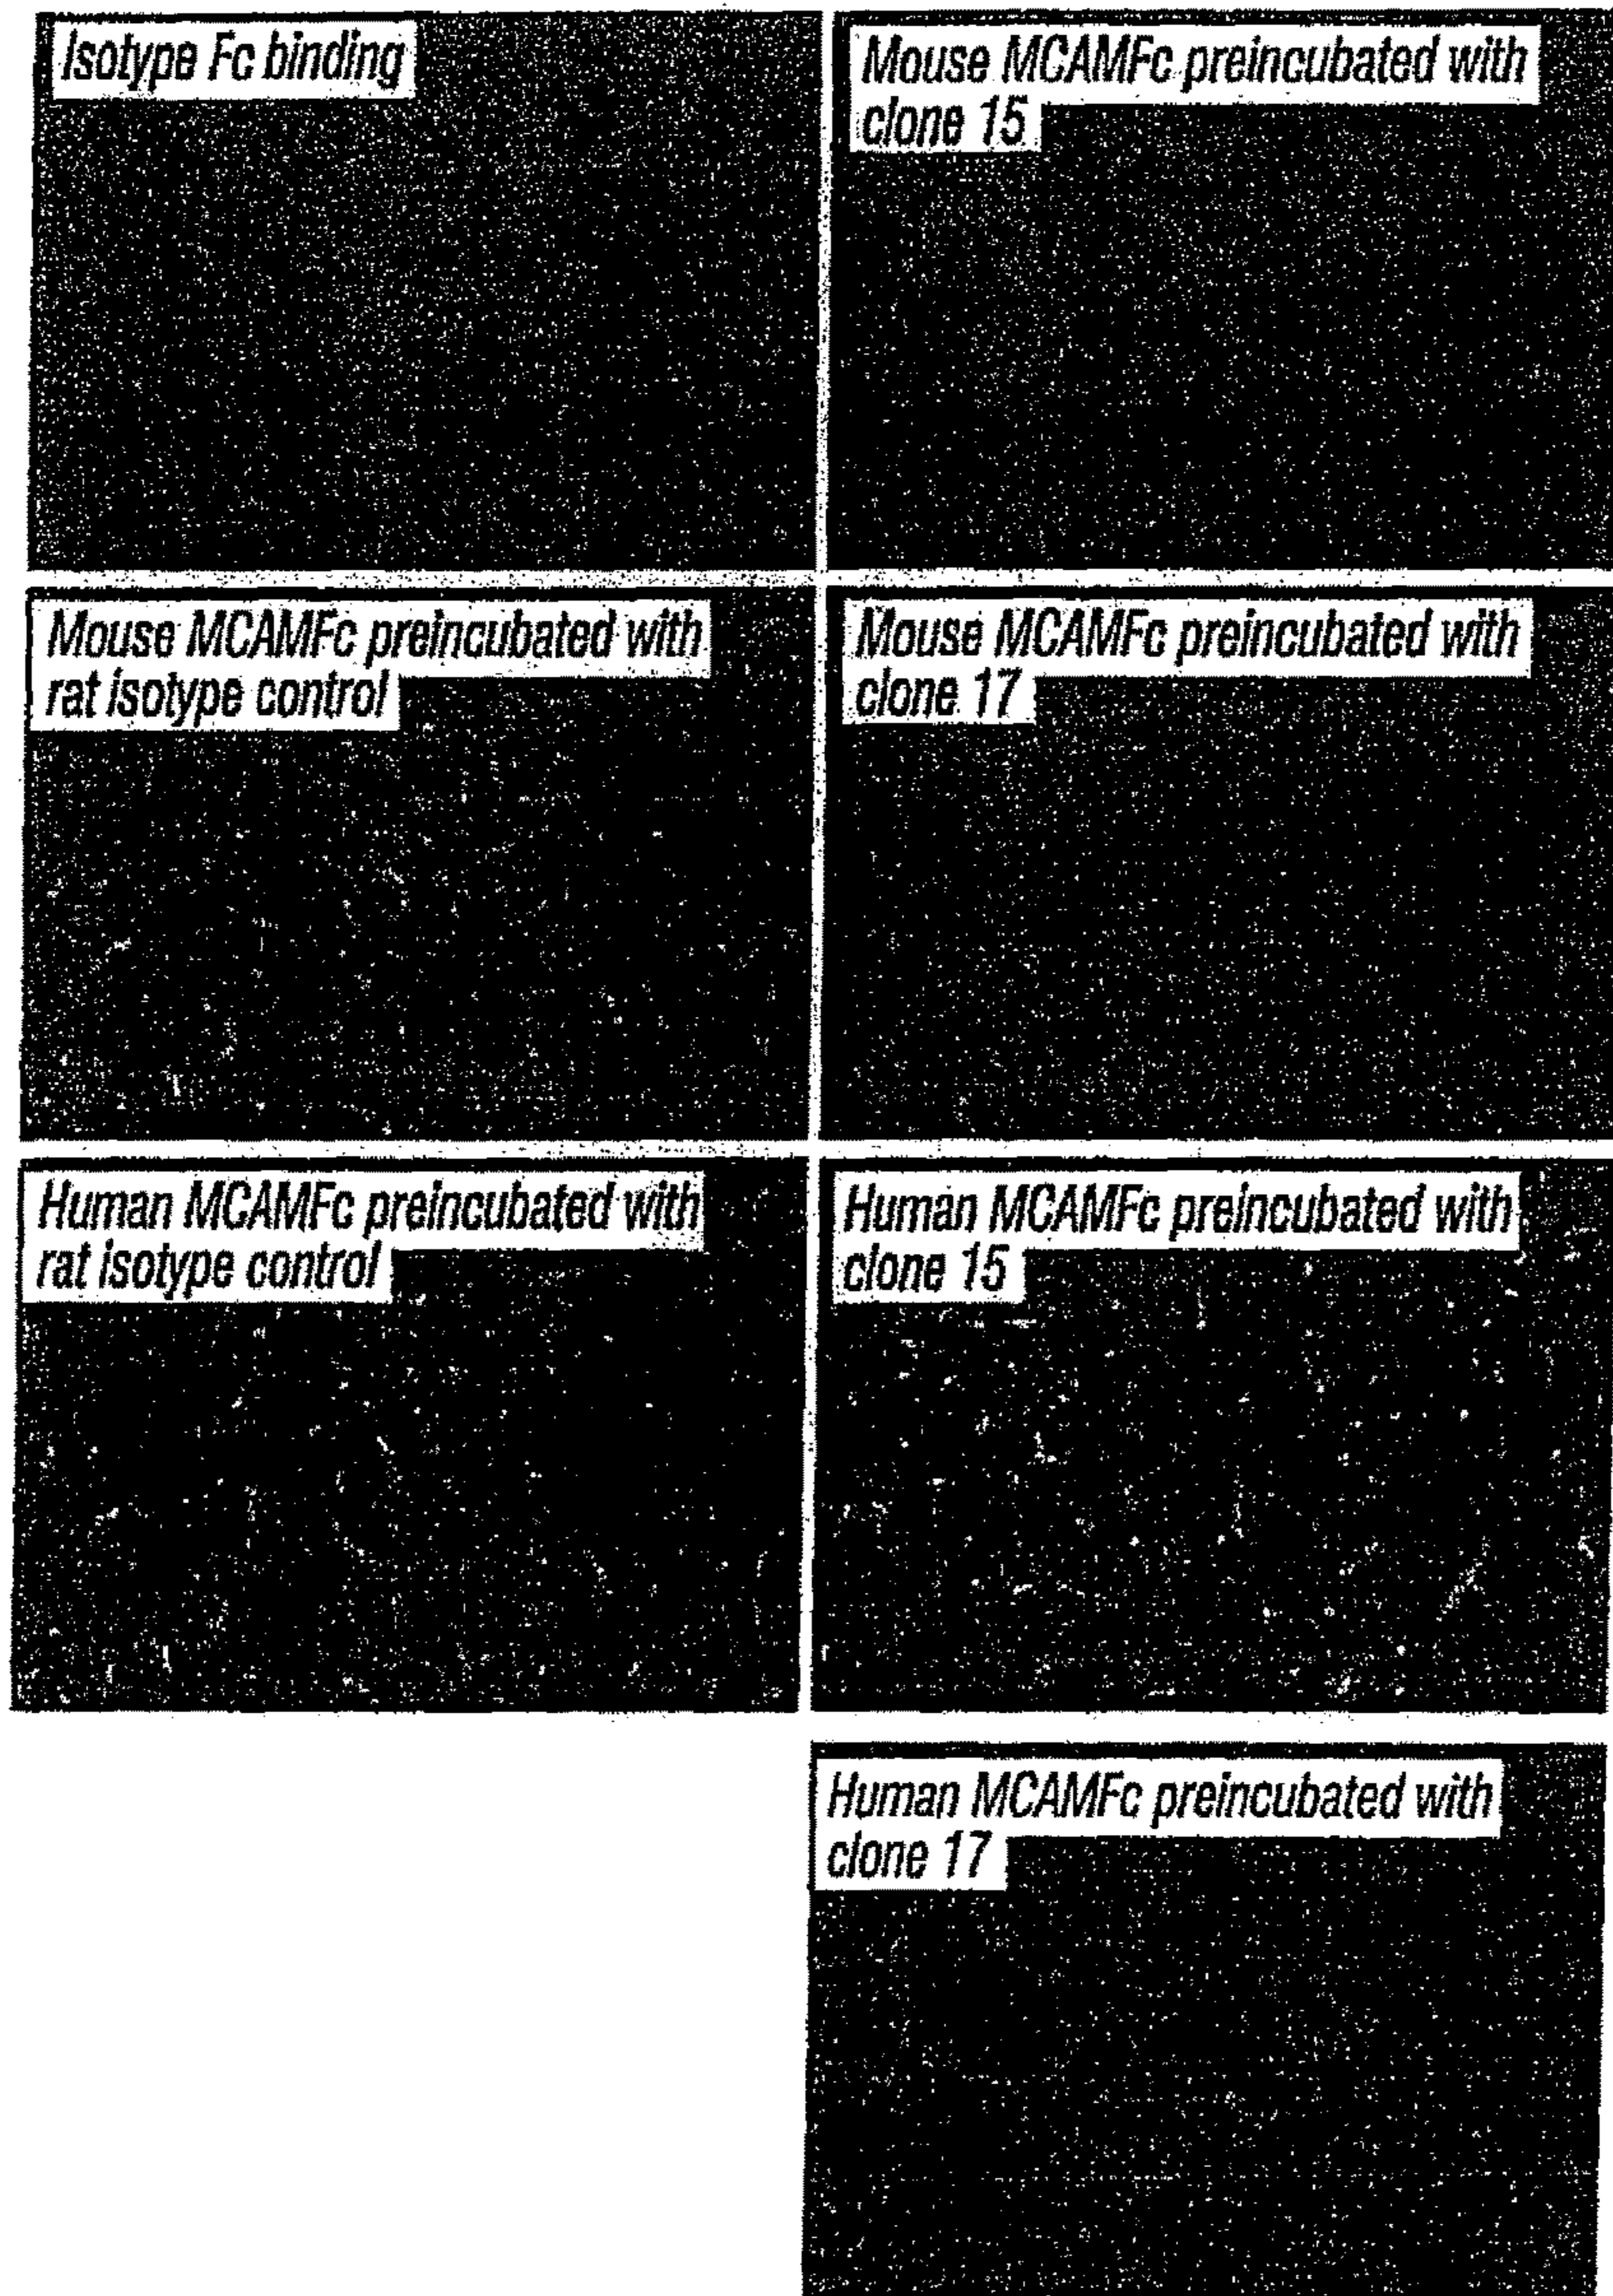 Isotype Fc binding
Mouse MCAMFc preincubated with
clone 15
Mouse MCAMFc preincubated with
rat isotype control
Mouse MCAMFc preincubated with
clone 17
Human MCAMFc preincubated with
rat isotype control
Human MCAMFc preincubated with
clone 15
Human MCAMFc preincubated with
clone 17